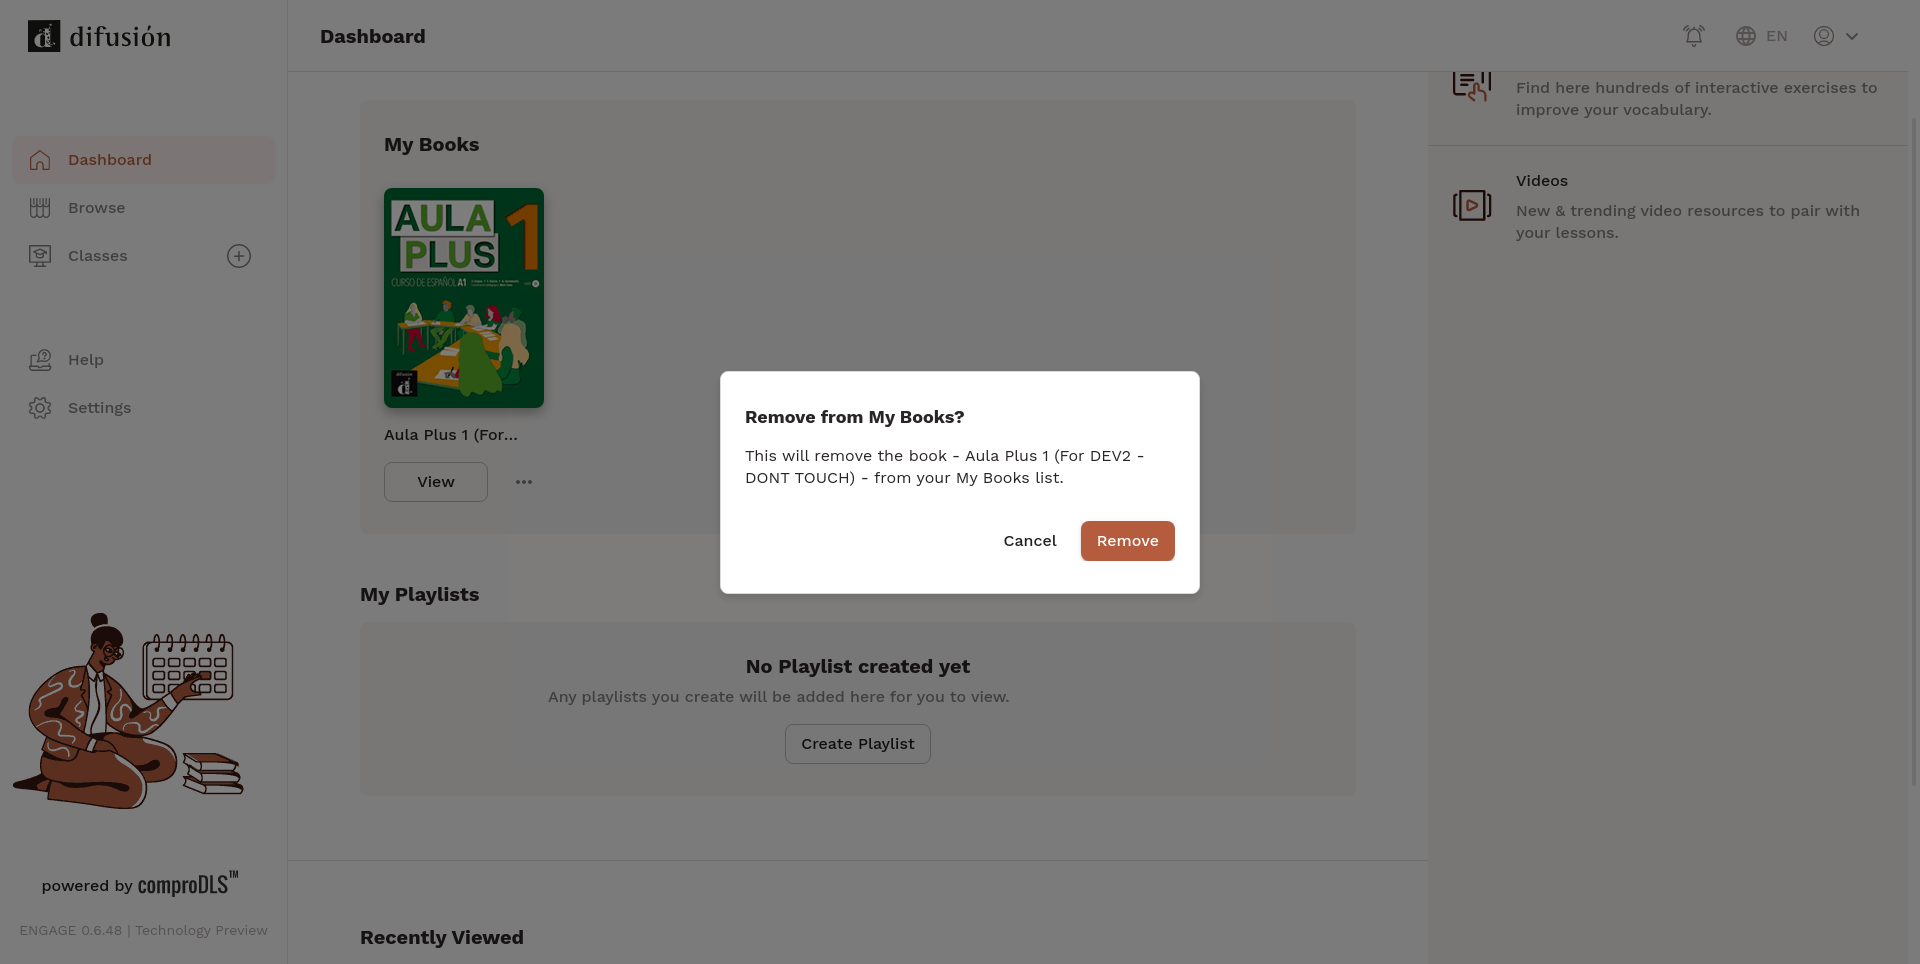 difusión
Dashboard
EN
Dashboard
Browse
Classes
Help
Settings
powered by comproDLS™
ENGAGE 0.6.48 | Technology Preview
My Books
AULA
PLUS
1
CURSO DE ESPAÑOL A1
difusión
Aula Plus 1 (For...
View
My Playlists
No Playlist created yet
Any playlists you create will be added here for you to view.
Create Playlist
Recently Viewed
Find here hundreds of interactive exercises to
improve your vocabulary.
Videos
New & trending video resources to pair with
your lessons.
Remove from My Books?
This will remove the book - Aula Plus 1 (For DEV2 -
DONT TOUCH) - from your My Books list.
Cancel
Remove